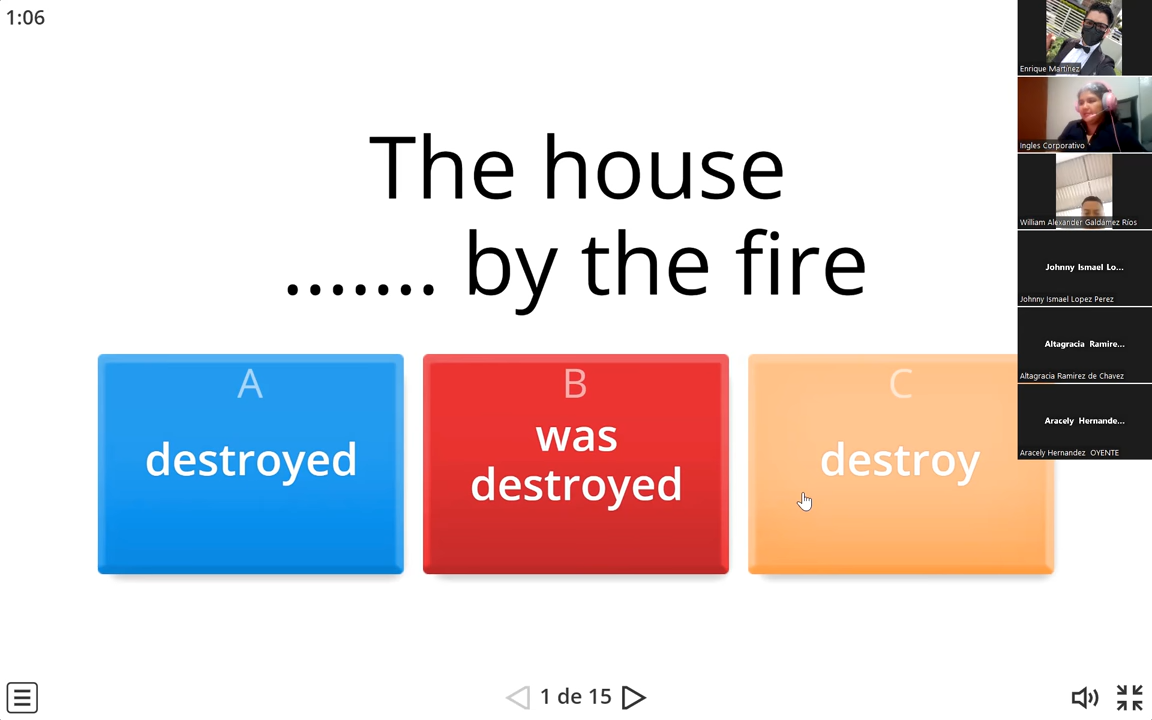 1:06
The house
....... by the fire
A
destroyed
B
was
destroyed
C
destroy
1 de 15
Enrique Martinez
Ingles Corporativo
William Alexander Galdámez Ríos
Johnny Ismael Lo...
Johnny Ismael Lopez Perez
Altagracia Ramire...
Altagracia Ramirez de Chavez
Aracely Hernande...
Aracely Hernandez OYENTE